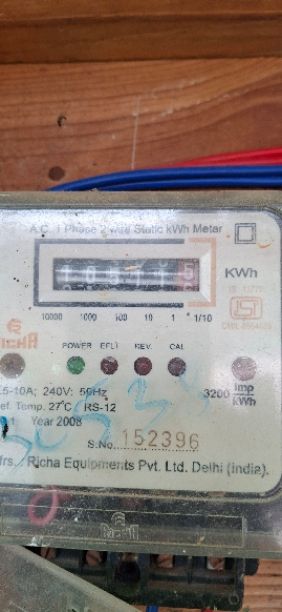 A.C. 1 Phase 2 wire Static kWh Meter
KWh
10000 1000 100 10 1 1/10
ISI
RICHA
POWER EFLT REV. CAL
5-10A; 240V; 50Hz
3200 Imp/kWh
Ref. Temp. 27°C RS-12
Year 2008
S.No. 152396
Mfrs. Richa Equipments Pvt. Ltd. Delhi (India).